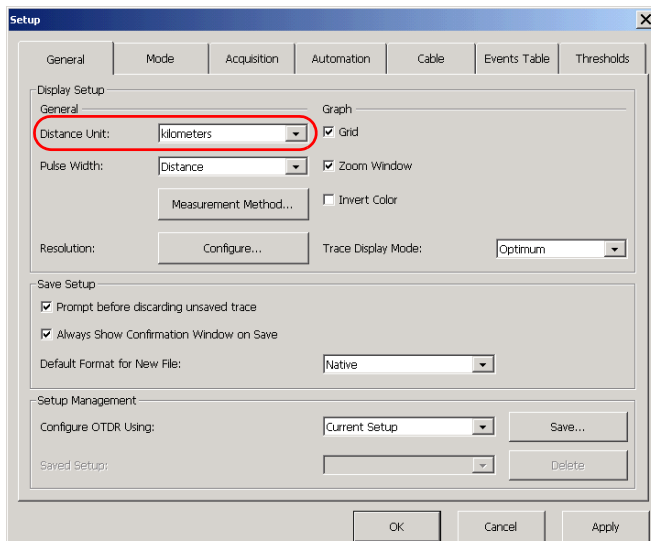 Setup
General Mode Acquisition Automation Cable Events Table Thresholds
Display Setup
General Graph
Distance Unit: kilometers Grid
Pulse Width: Distance Zoom Window
Measurement Method... Invert Color
Resolution: Configure... Trace Display Mode: Optimum
Save Setup
Prompt before discarding unsaved trace
Always Show Confirmation Window on Save
Default Format for New File: Native
Setup Management
Configure OTDR Using: Current Setup Save...
Saved Setup: Delete
OK Cancel Apply